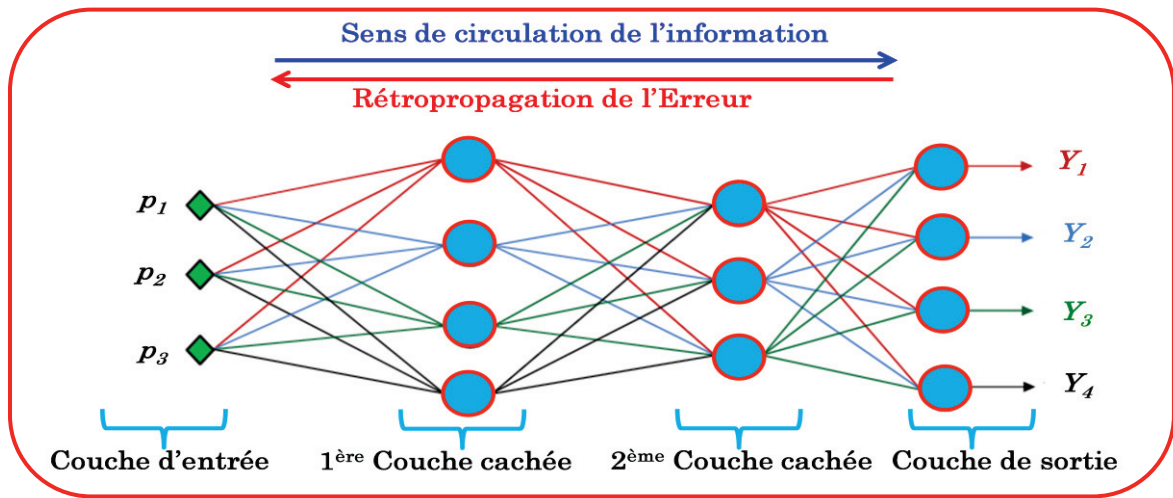 Sens de circulation de l'information
Rétropropagation de l'Erreur
p₁
p₂
p₃
Y₁
Y₂
Y₃
Y₄
Couche d'entrée
1ère Couche cachée
2ème Couche cachée
Couche de sortie